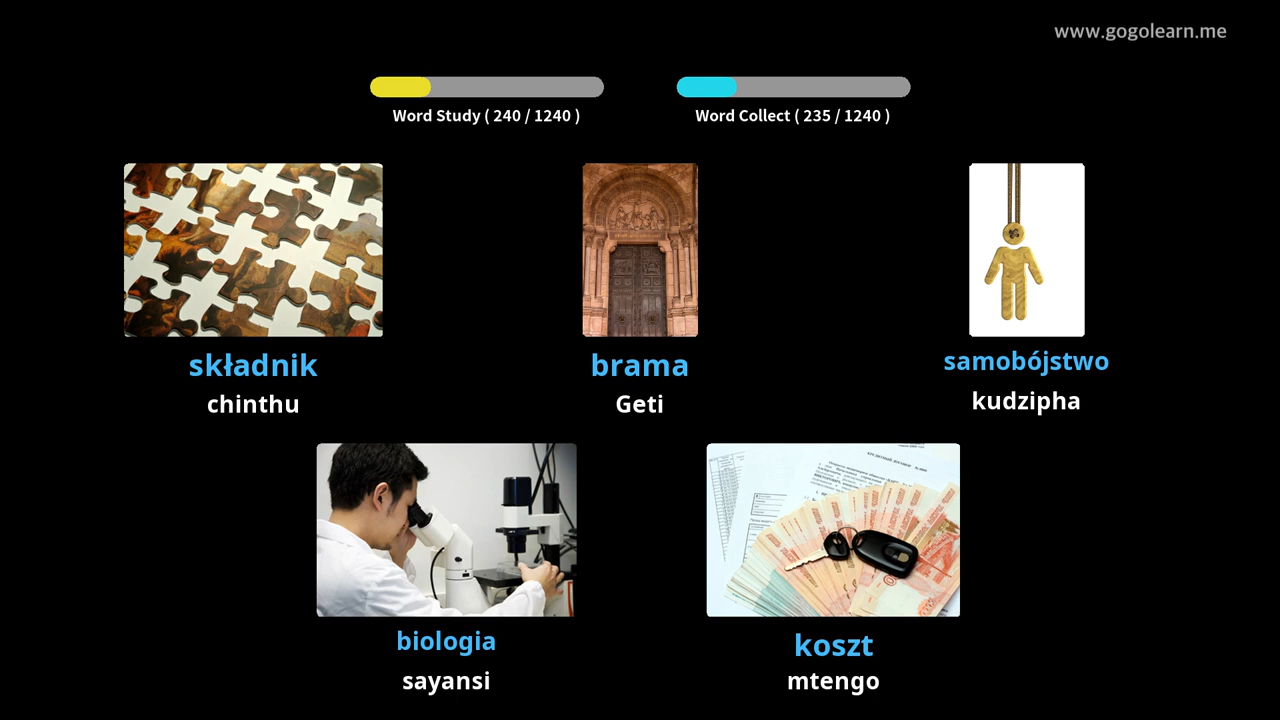 www.gogolearn.me
Word Study ( 240 / 1240 )
Word Collect ( 235 / 1240 )
składnik
chinthu
brama
Geti
samobójstwo
kudzipha
biologia
sayansi
koszt
mtengo